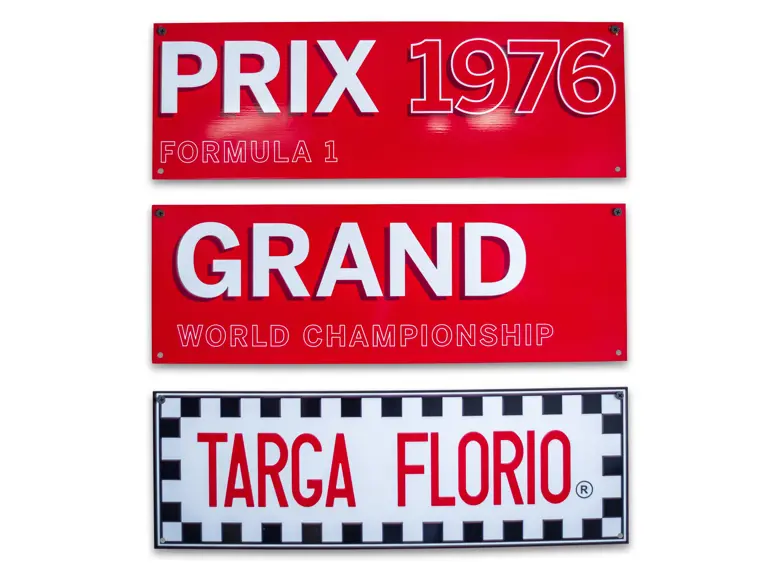 PRIX 1976
FORMULA 1
GRAND
WORLD CHAMPIONSHIP
TARGA FLORIO®